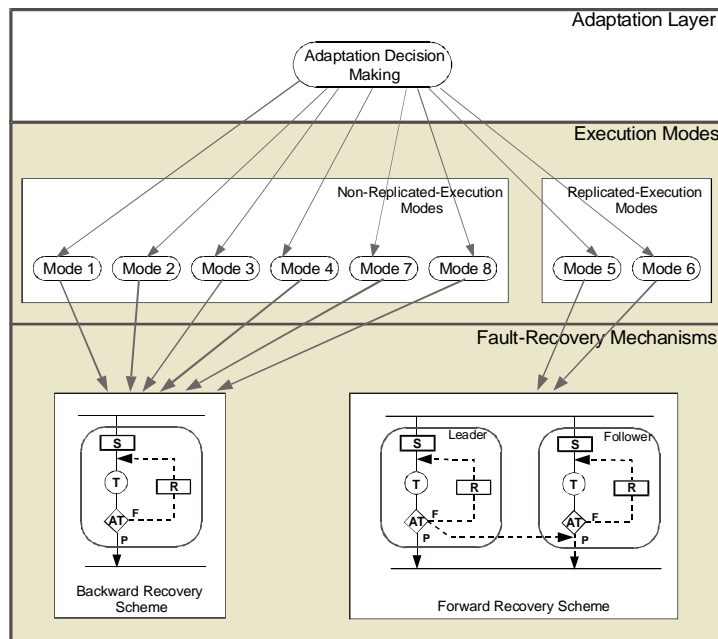 Adaptation Layer
Adaptation Decision
Making
Execution Modes
Non-Replicated-Execution
Modes
Replicated-Execution
Modes
Mode 1
Mode 2
Mode 3
Mode 4
Mode 7
Mode 8
Mode 5
Mode 6
Fault-Recovery Mechanisms
S
T
R
AT
F
P
Backward Recovery
Scheme
Leader
S
T
R
AT
F
P
Follower
S
T
R
AT
F
P
Forward Recovery Scheme